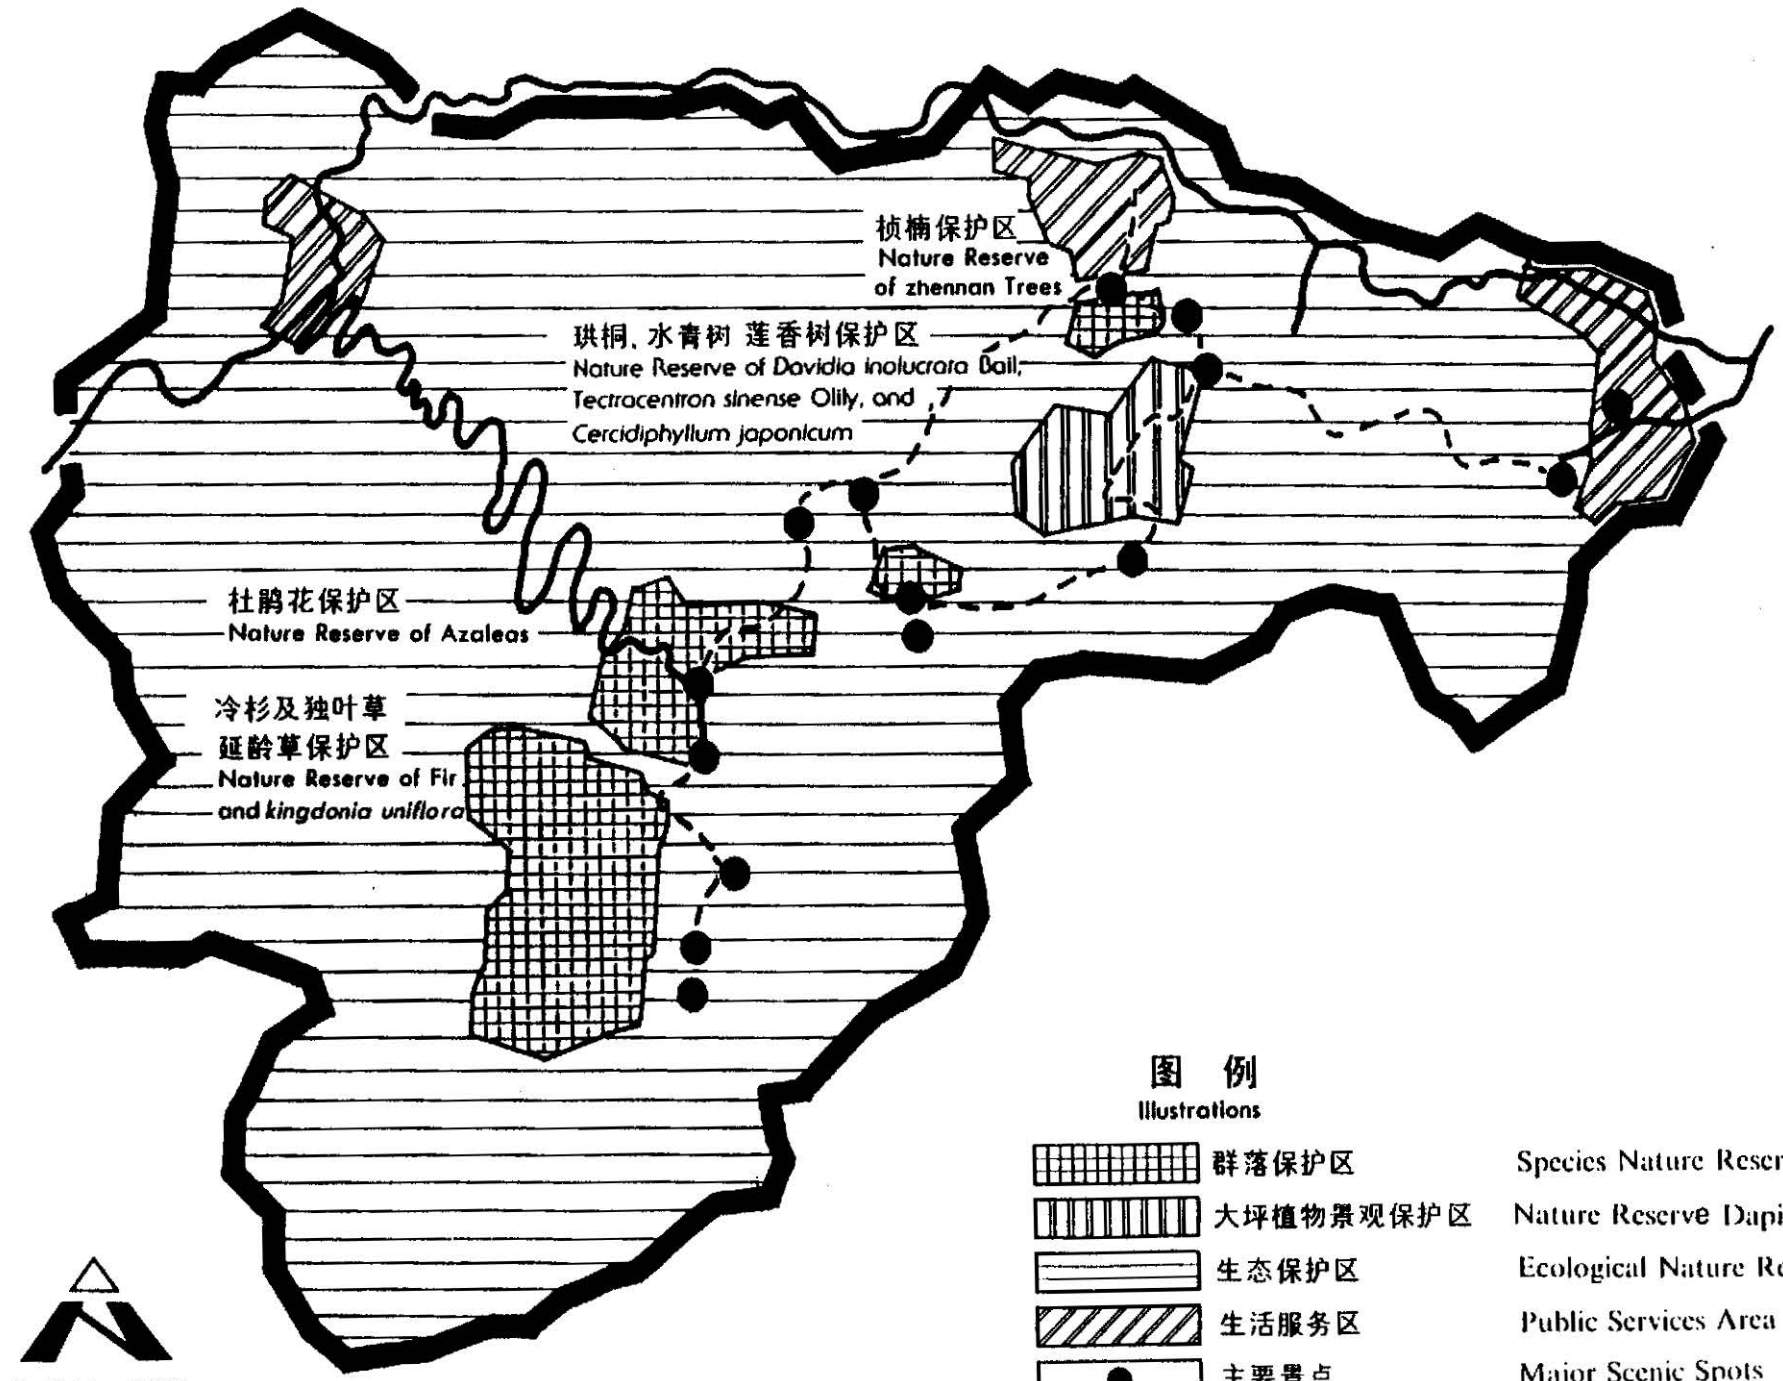 桢楠保护区
Nature Reserve
of zhennan Trees
珙桐, 水青树 莲香树保护区
Nature Reserve of Davidia inolucrara Bail;
Tectracentron sinense Olily, and
Cercidiphyllum japonicum
杜鹃花保护区
Nature Reserve of Azaleas
冷杉及独叶草
延龄草保护区
Nature Reserve of Fir
and kingdonia uniflora
图 例
Illustrations
群落保护区 Species Nature Reser
大坪植物景观保护区 Nature Reserve Dapi
生态保护区 Ecological Nature Re
生活服务区 Public Services Area
主要景点 Major Scenic Spots